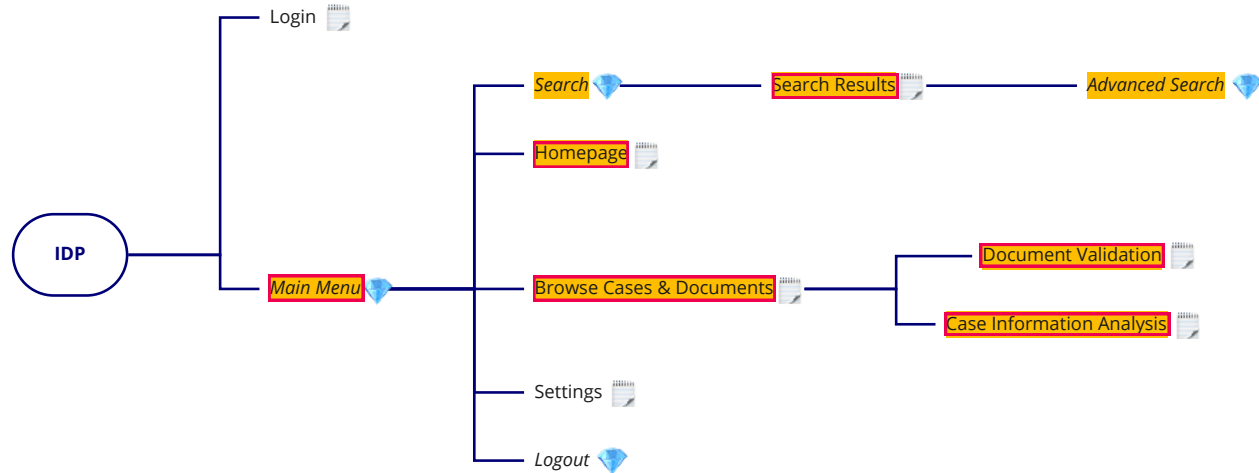 Login
Search
Search Results
Advanced Search
Homepage
IDP
Document Validation
Main Menu
Browse Cases & Documents
Case Information Analysis
Settings
Logout